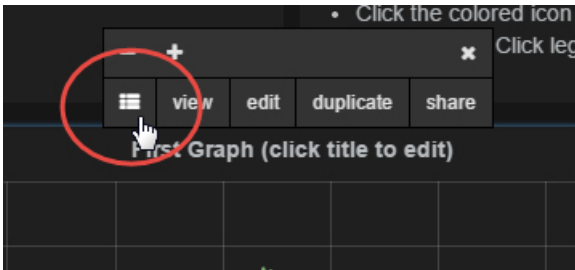 • Click the colored icon
− + ×
Click leg
view edit duplicate share
First Graph (click title to edit)